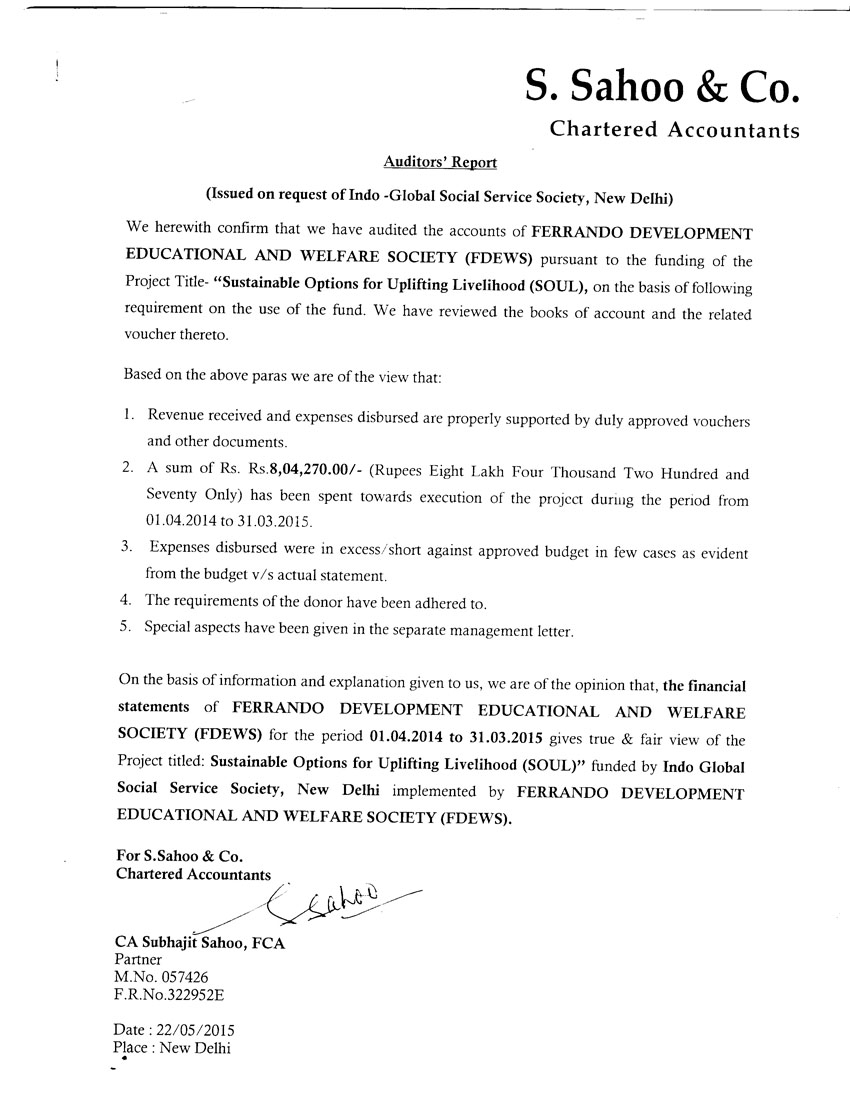 S. Sahoo & Co.
Chartered Accountants
Auditors' Report
(Issued on request of Indo -Global Social Service Society, New Delhi)
We herewith confirm that we have audited the accounts of FERRANDO DEVELOPMENT
EDUCATIONAL AND WELFARE SOCIETY (FDEWS) pursuant to the funding of the
Project Title- “Sustainable Options for Uplifting Livelihood (SOUL), on the basis of following
requirement on the use of the fund. We have reviewed the books of account and the related
voucher thereto.
Based on the above paras we are of the view that:
1. Revenue received and expenses disbursed are properly supported by duly approved vouchers
and other documents.
2. A sum of Rs. Rs.8,04,270.00/- (Rupees Eight Lakh Four Thousand Two Hundred and
Seventy Only) has been spent towards execution of the project during the period from
01.04.2014 to 31.03.2015.
3. Expenses disbursed were in excess/short against approved budget in few cases as evident
from the budget v/s actual statement.
4. The requirements of the donor have been adhered to.
5. Special aspects have been given in the separate management letter.
On the basis of information and explanation given to us, we are of the opinion that, the financial
statements of FERRANDO DEVELOPMENT EDUCATIONAL AND WELFARE
SOCIETY (FDEWS) for the period 01.04.2014 to 31.03.2015 gives true & fair view of the
Project titled: Sustainable Options for Uplifting Livelihood (SOUL)” funded by Indo Global
Social Service Society, New Delhi implemented by FERRANDO DEVELOPMENT
EDUCATIONAL AND WELFARE SOCIETY (FDEWS).
For S.Sahoo & Co.
Chartered Accountants
SSahoo
CA Subhajit Sahoo, FCA
Partner
M.No. 057426
F.R.No.322952E
Date : 22/05/2015
Place : New Delhi